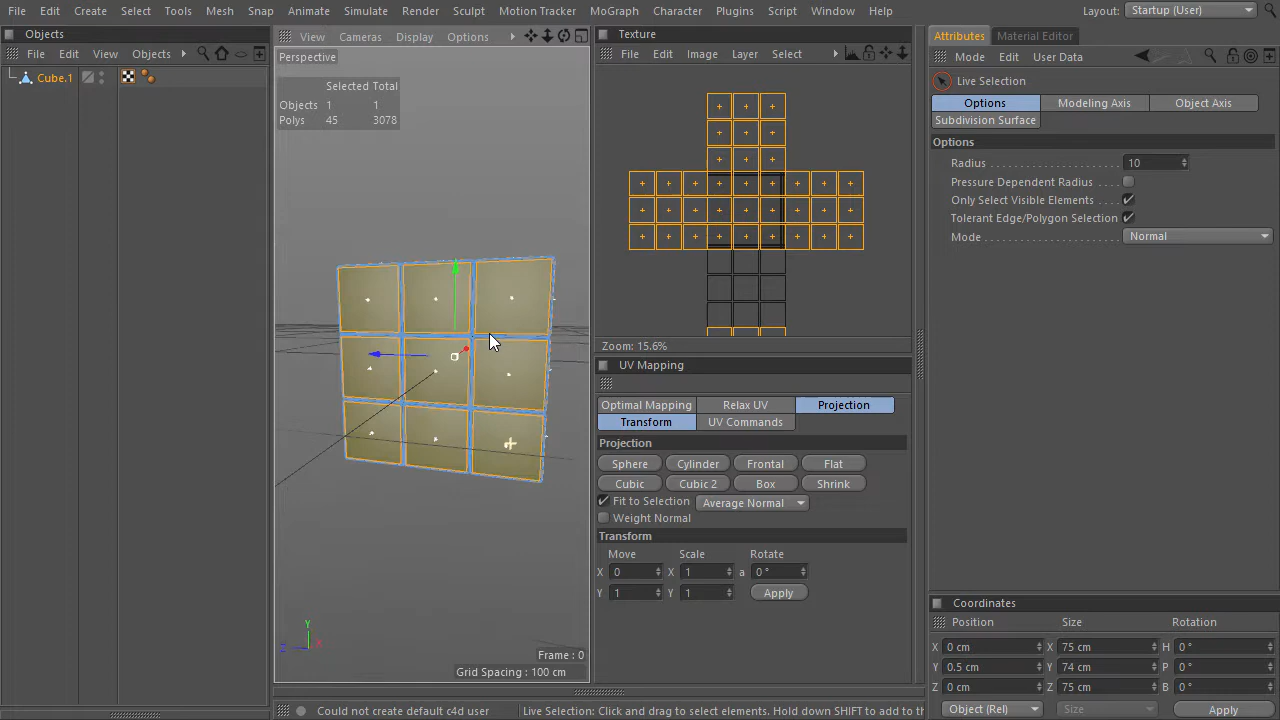 File Edit Create Select Tools Mesh Snap Animate Simulate Render Sculpt Motion Tracker MoGraph Character Plugins Script Window Help Layout: Startup (User)
Objects
File Edit View Objects
Cube.1
View Cameras Display Options
Perspective
Selected Total
Objects 1 1
Polys 45 3078
Y
X
Z
Frame : 0
Grid Spacing : 100 cm
Texture
File Edit Image Layer Select
Zoom: 15.6%
UV Mapping
Optimal Mapping Relax UV Projection
Transform UV Commands
Projection
Sphere Cylinder Frontal Flat
Cubic Cubic 2 Box Shrink
Fit to Selection Average Normal
Weight Normal
Transform
Move Scale Rotate
X 0 X 1 a 0 °
Y 1 Y 1 Apply
Attributes Material Editor
Mode Edit User Data
Live Selection
Options Modeling Axis Object Axis
Subdivision Surface
Options
Radius 10
Pressure Dependent Radius
Only Select Visible Elements
Tolerant Edge/Polygon Selection
Mode Normal
Coordinates
Position Size Rotation
X 0 cm X 75 cm H 0 °
Y 0.5 cm Y 74 cm P 0 °
Z 0 cm Z 75 cm B 0 °
Object (Rel) Size Apply
Could not create default c4d user Live Selection: Click and drag to select elements. Hold down SHIFT to add to th